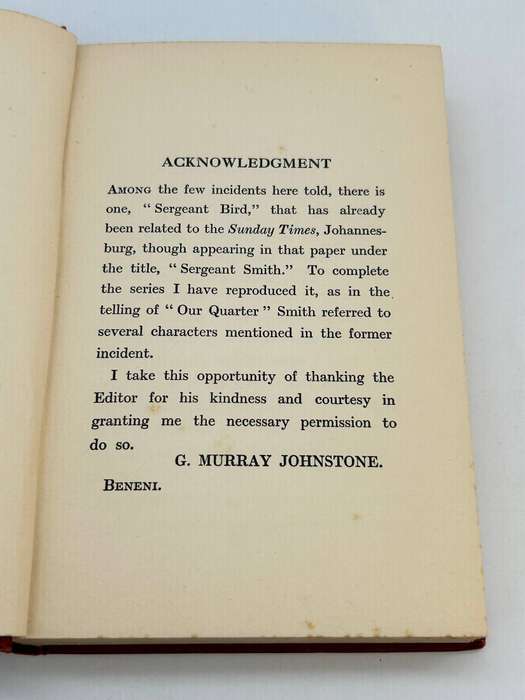 ACKNOWLEDGMENT
AMONG the few incidents here told, there is
one, “Sergeant Bird,” that has already
been related to the Sunday Times, Johannes-
burg, though appearing in that paper under
the title, “Sergeant Smith.” To complete
the series I have reproduced it, as in the
telling of “Our Quarter” Smith referred to
several characters mentioned in the former
incident.
I take this opportunity of thanking the
Editor for his kindness and courtesy in
granting me the necessary permission to
do so.
G. MURRAY JOHNSTONE.
BENENI.